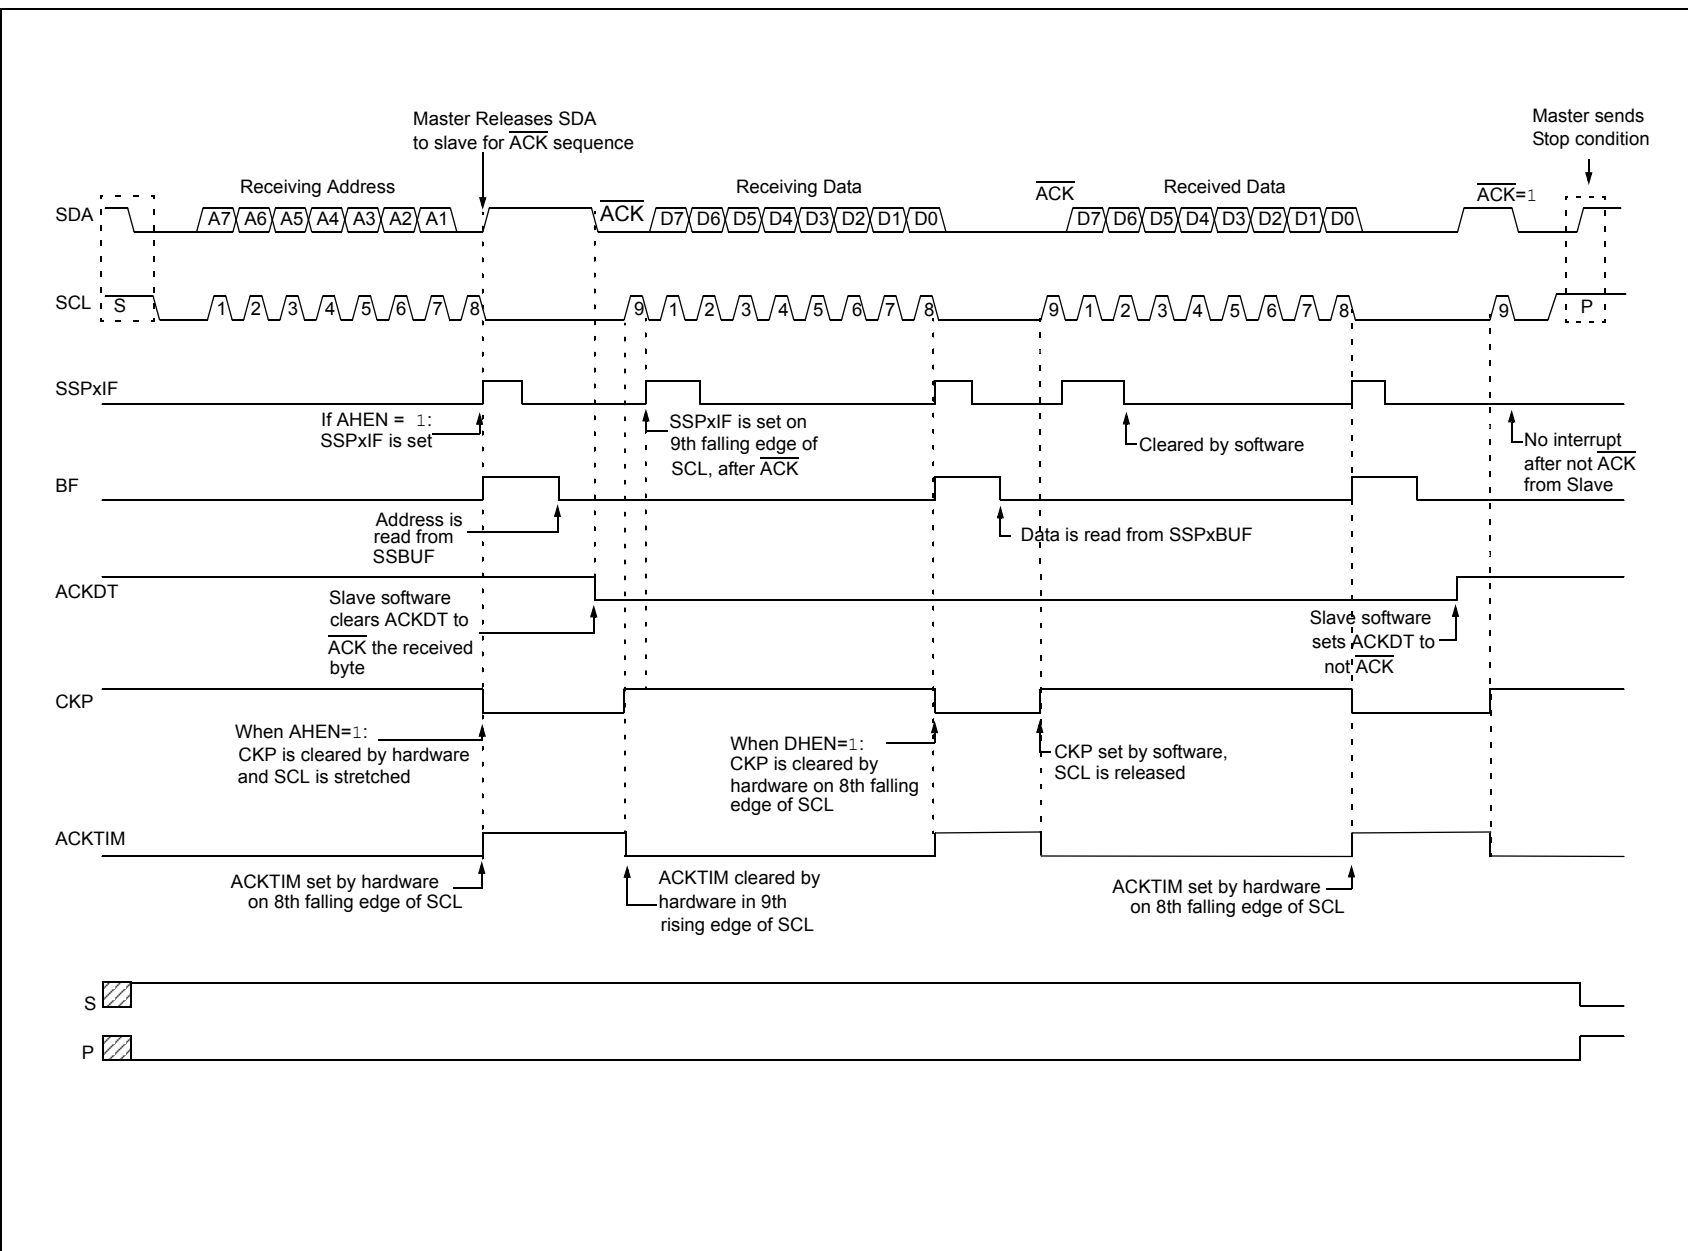 Master Releases SDA
to slave for ACK sequence
Master sends
Stop condition
Receiving Address
Receiving Data
ACK
Received Data
ACK=1
SDA
A7 A6 A5 A4 A3 A2 A1
ACK
D7 D6 D5 D4 D3 D2 D1 D0
D7 D6 D5 D4 D3 D2 D1 D0
SCL
S
1 2 3 4 5 6 7 8
9 1 2 3 4 5 6 7 8
9 1 2 3 4 5 6 7 8
9
P
SSPxIF
If AHEN = 1:
SSPxIF is set
SSPxIF is set on
9th falling edge of
SCL, after ACK
Cleared by software
No interrupt
after not ACK
from Slave
BF
Address is
read from
SSBUF
Data is read from SSPxBUF
ACKDT
Slave software
clears ACKDT to
ACK the received
byte
Slave software
sets ACKDT to
not ACK
CKP
When AHEN=1:
CKP is cleared by hardware
and SCL is stretched
When DHEN=1:
CKP is cleared by
hardware on 8th falling
edge of SCL
CKP set by software,
SCL is released
ACKTIM
ACKTIM set by hardware
on 8th falling edge of SCL
ACKTIM cleared by
hardware in 9th
rising edge of SCL
ACKTIM set by hardware
on 8th falling edge of SCL
S
P